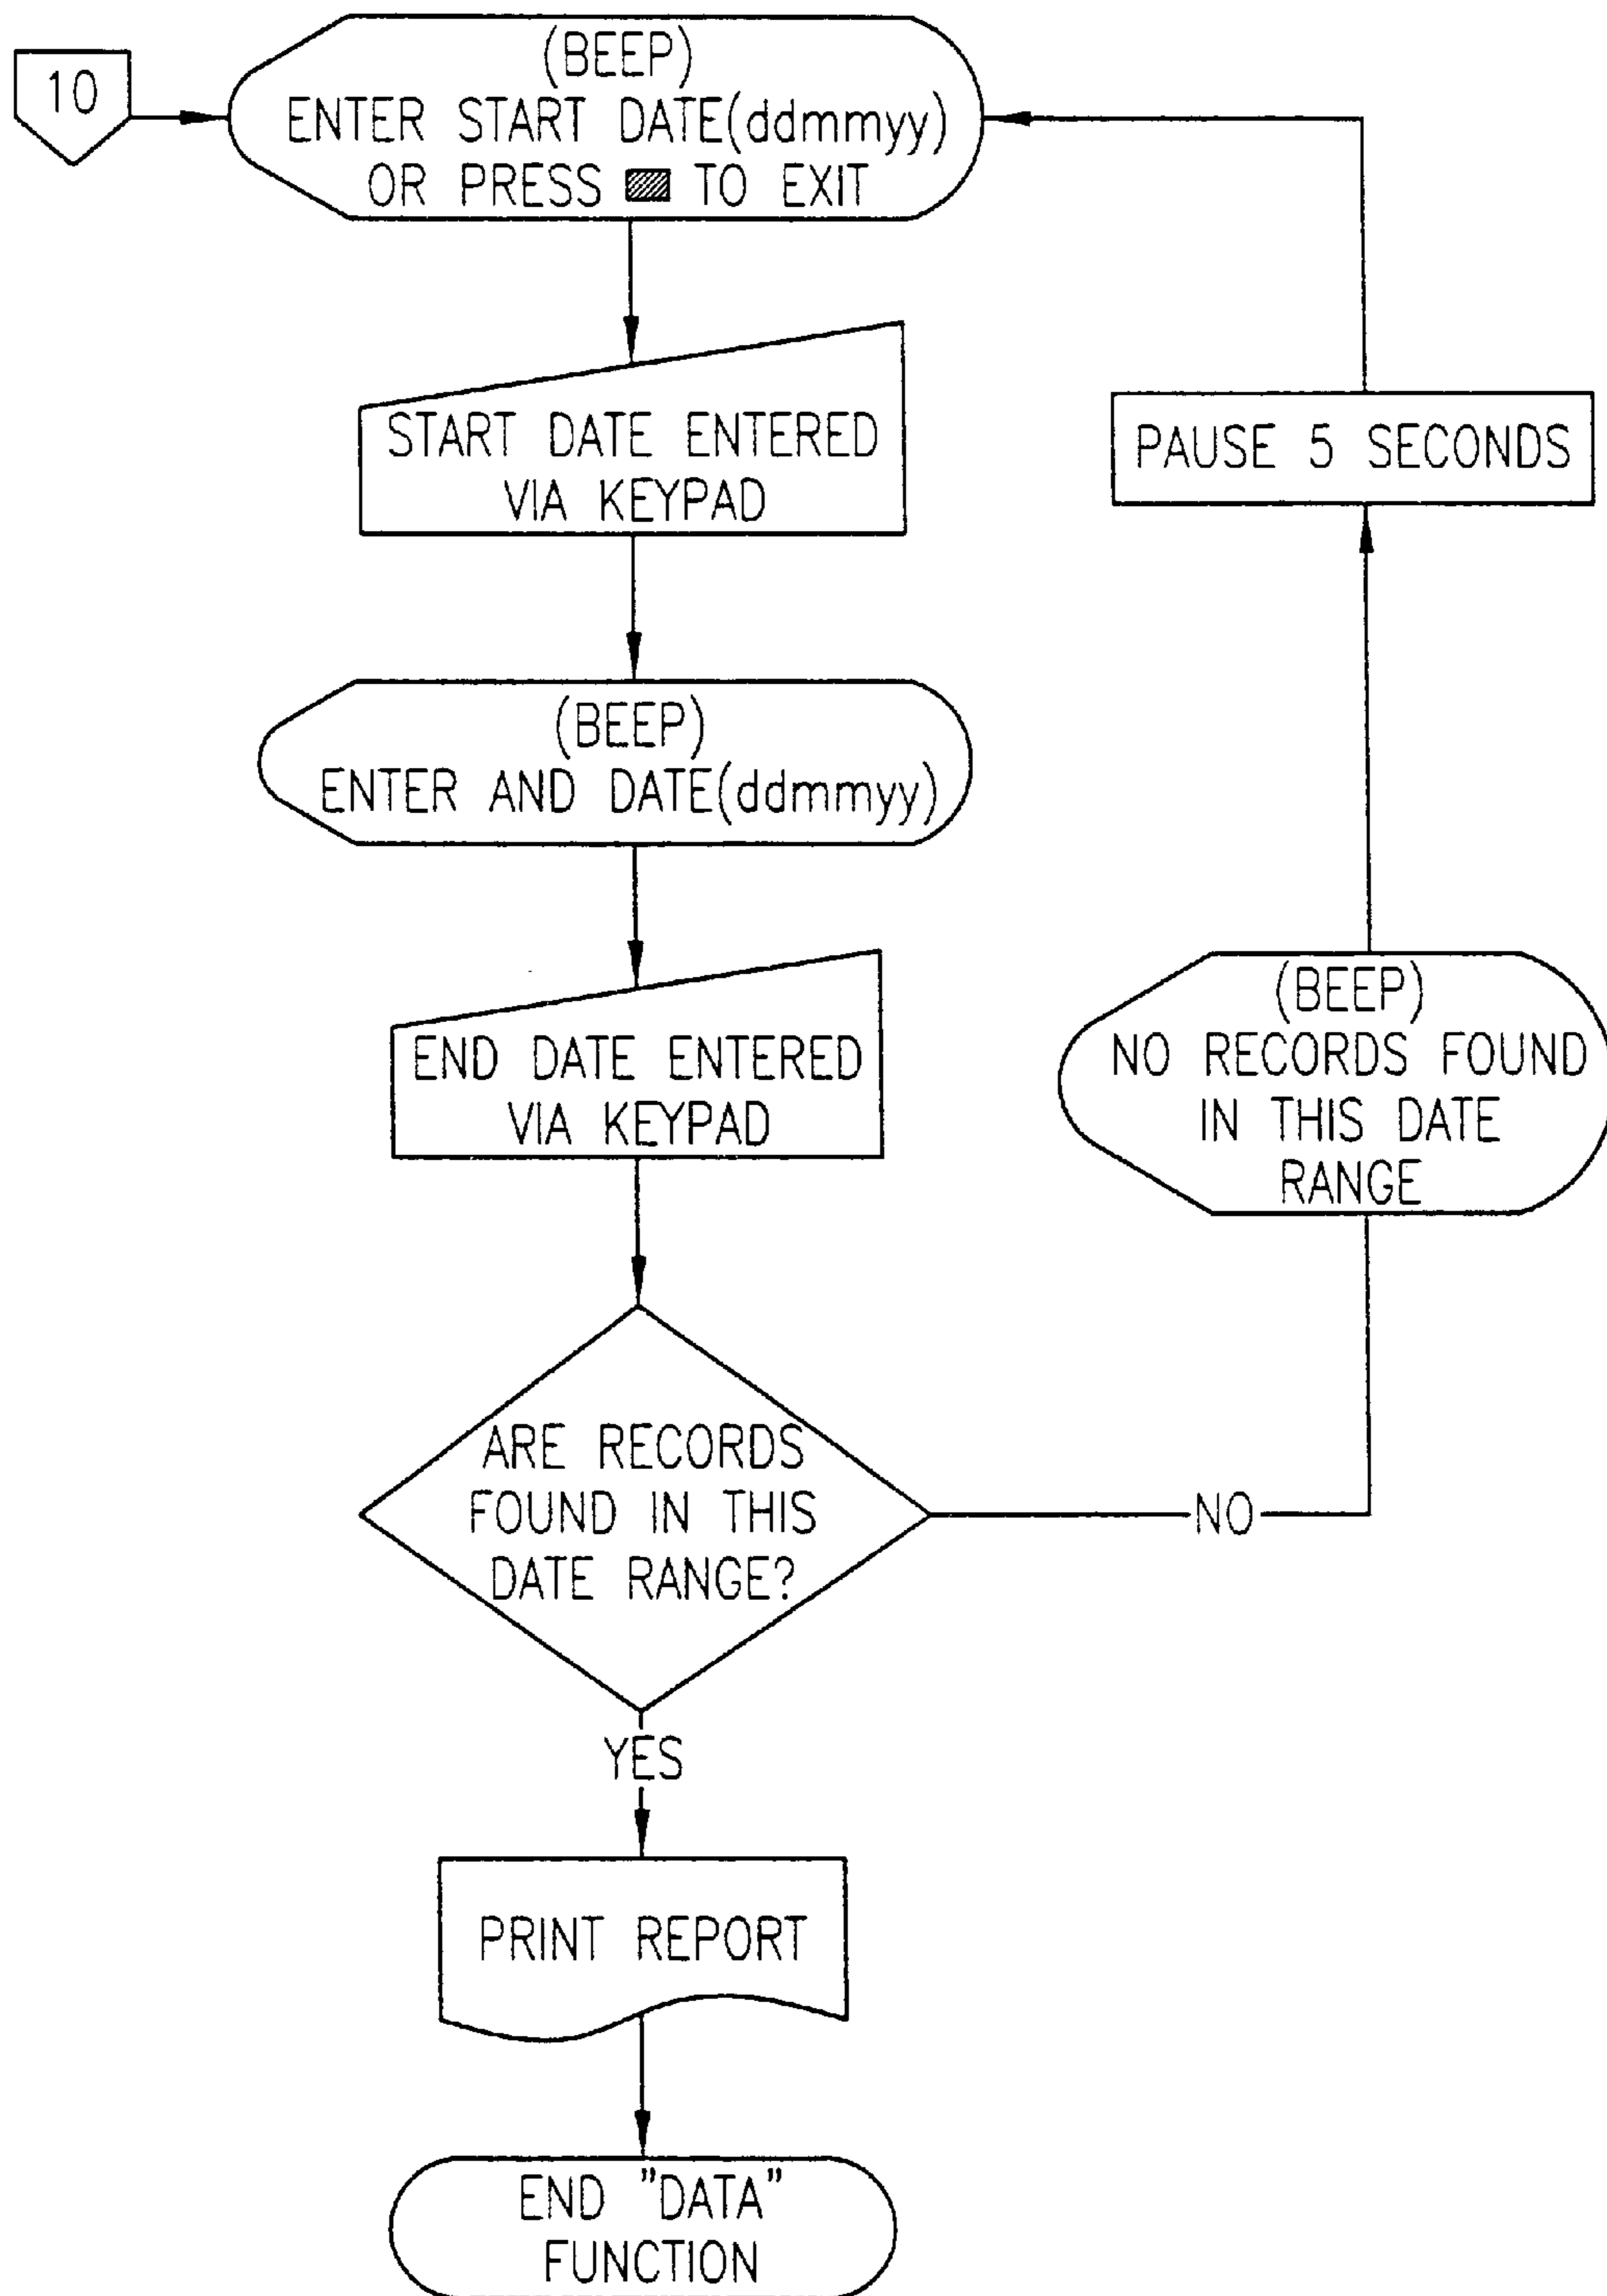 10
(BEEP)
ENTER START DATE(ddmmyy)
OR PRESS TO EXIT
START DATE ENTERED
VIA KEYPAD
PAUSE 5 SECONDS
(BEEP)
ENTER AND DATE(ddmmyy)
END DATE ENTERED
VIA KEYPAD
(BEEP)
NO RECORDS FOUND
IN THIS DATE
RANGE
ARE RECORDS
FOUND IN THIS
DATE RANGE?
NO
YES
PRINT REPORT
END "DATA"
FUNCTION